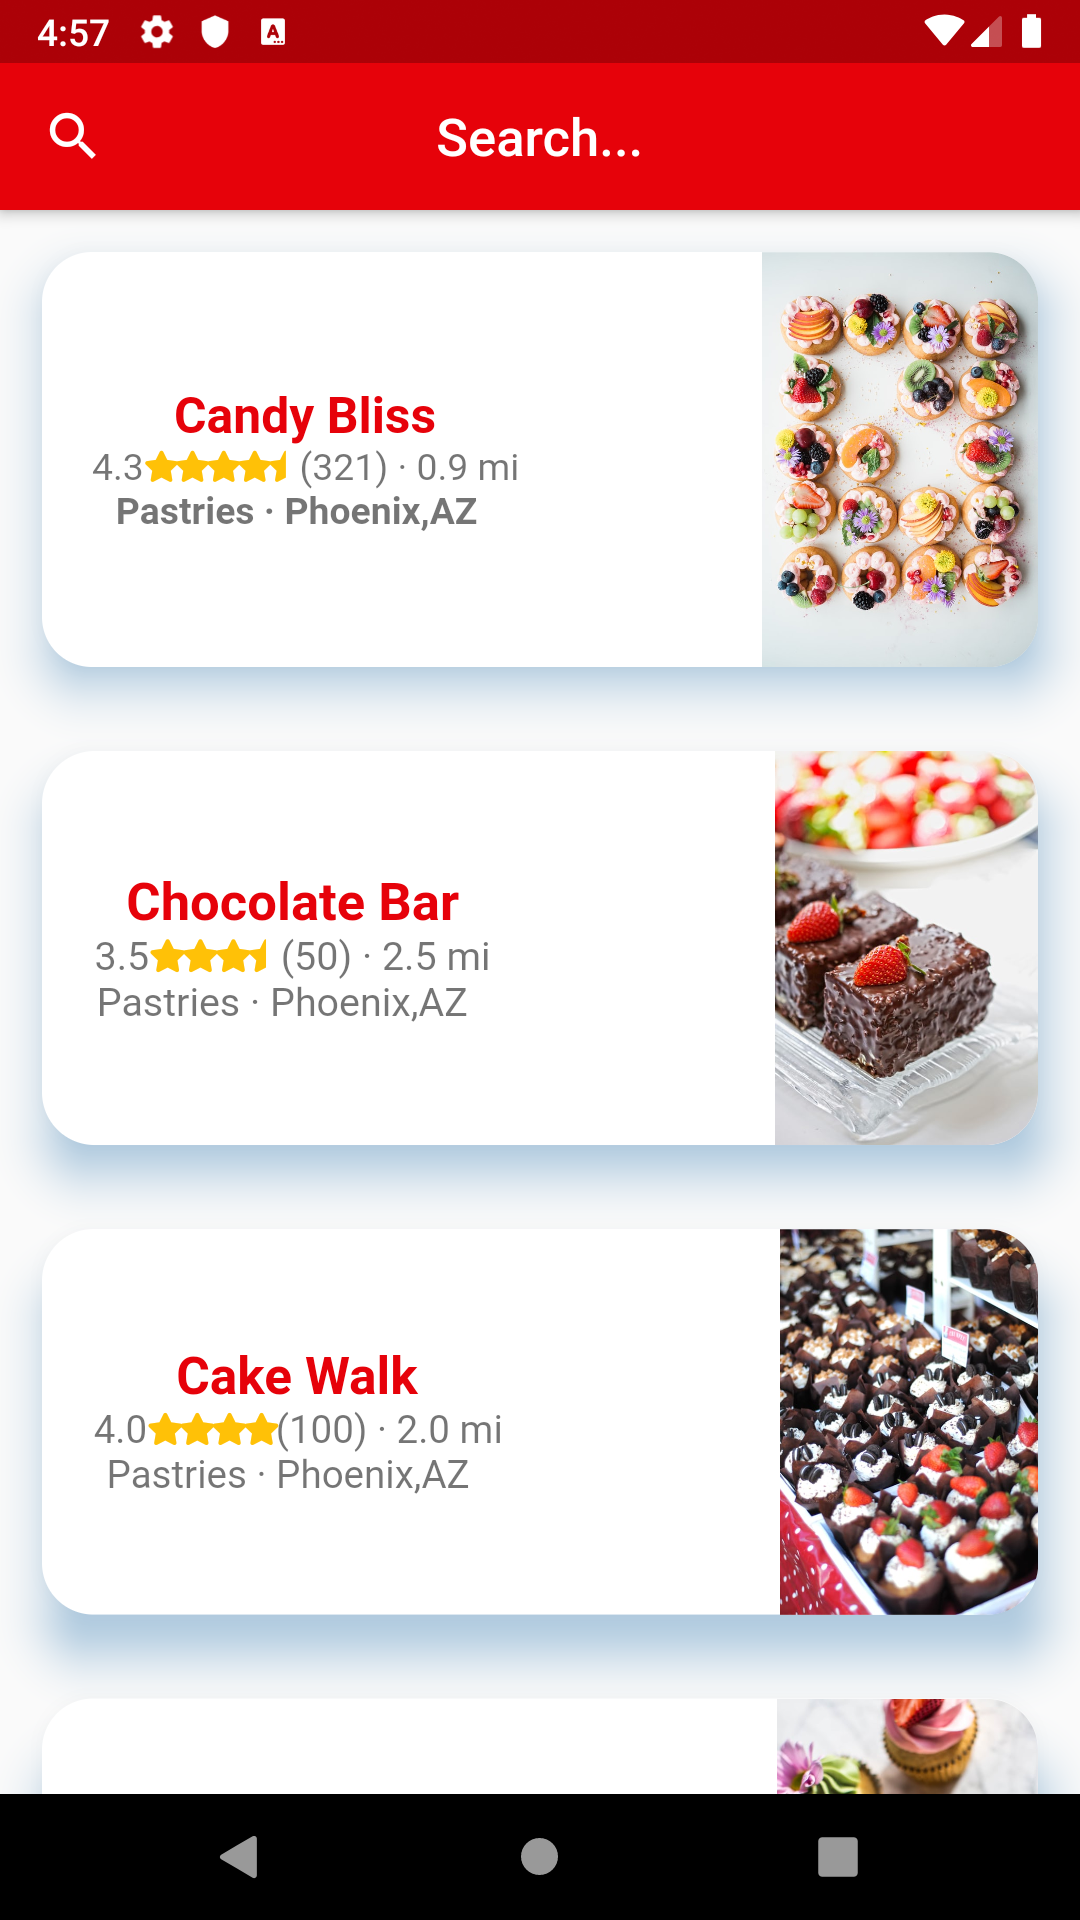 4:57
Search...
Candy Bliss
4.3 (321) · 0.9 mi
Pastries · Phoenix,AZ
Chocolate Bar
3.5 (50) · 2.5 mi
Pastries · Phoenix,AZ
Cake Walk
4.0 (100) · 2.0 mi
Pastries · Phoenix,AZ